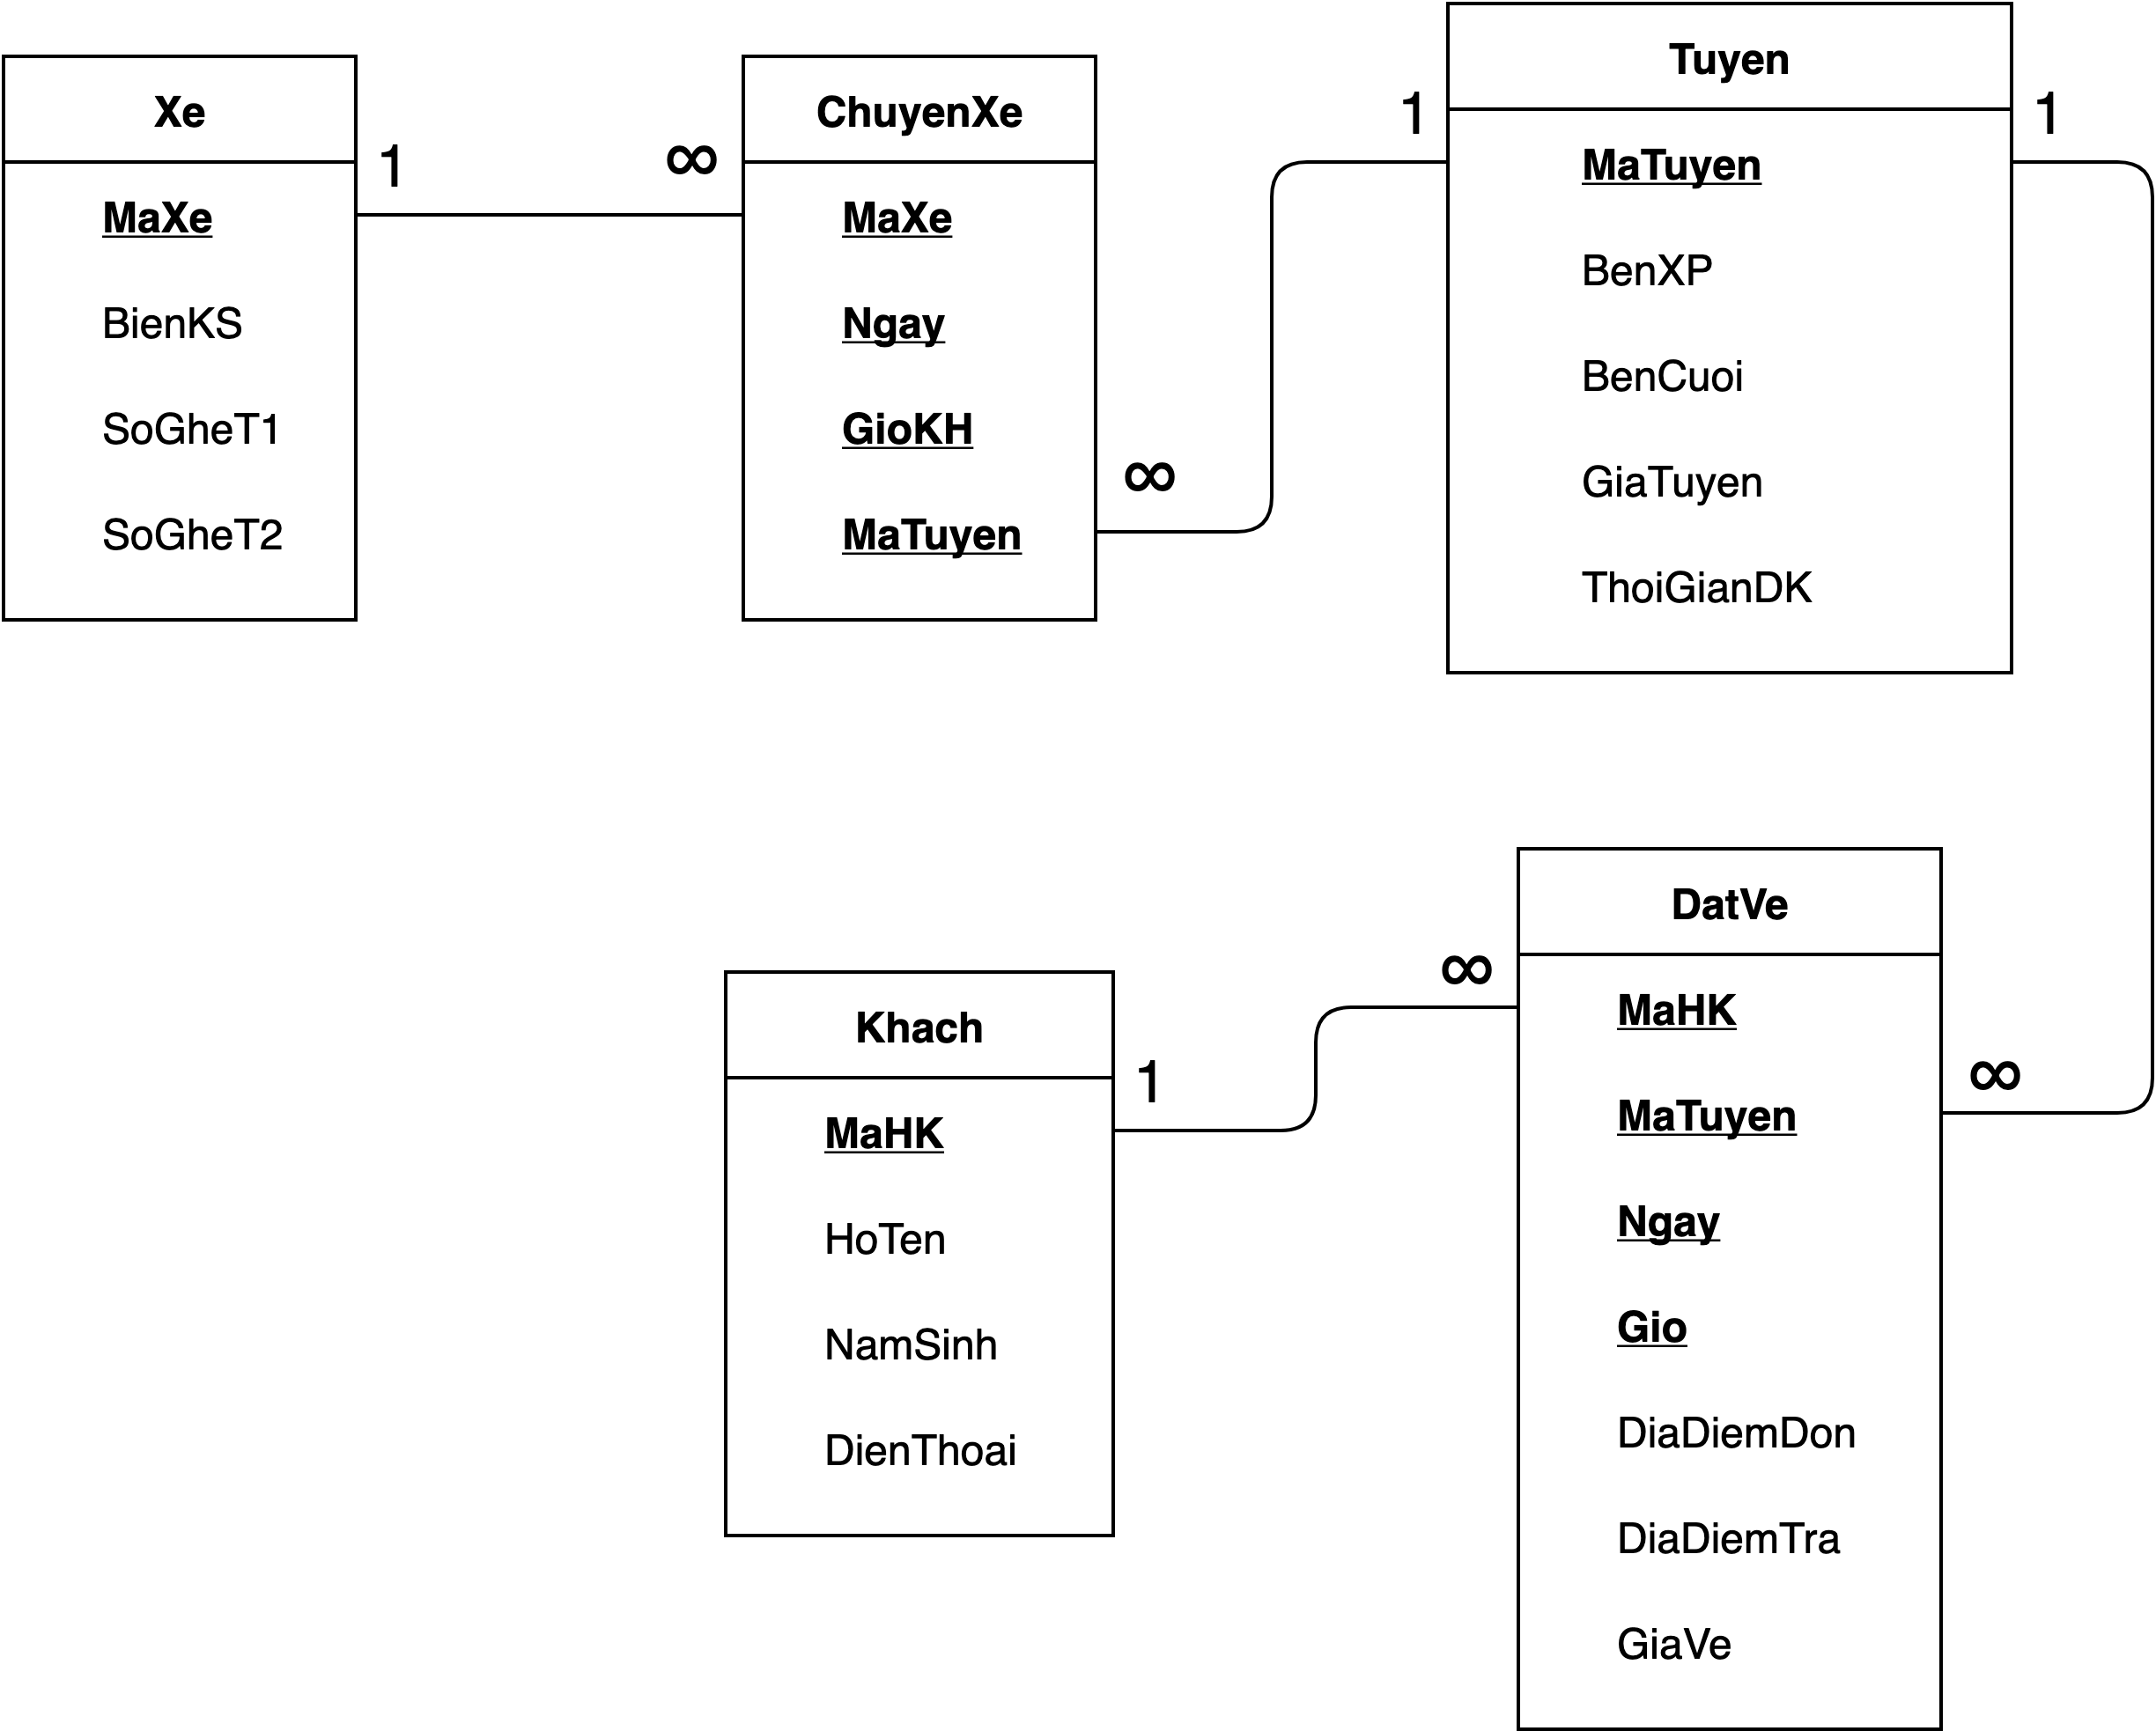 Xe
MaXe
BienKS
SoGheT1
SoGheT2
1
∞
ChuyenXe
MaXe
Ngay
GioKH
MaTuyen
∞
1
Tuyen
MaTuyen
BenXP
BenCuoi
GiaTuyen
ThoiGianDK
1
Khach
MaHK
HoTen
NamSinh
DienThoai
1
∞
DatVe
MaHK
MaTuyen
Ngay
Gio
DiaDiemDon
DiaDiemTra
GiaVe
∞